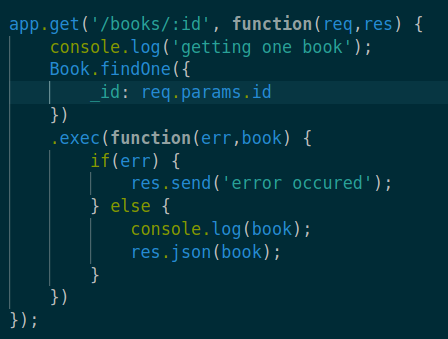 app.get('/books/:id', function(req,res) {
    console.log('getting one book');
    Book.findOne({
        _id: req.params.id
    })
    .exec(function(err,book) {
        if(err) {
            res.send('error occured');
        } else {
            console.log(book);
            res.json(book);
        }
    })
});